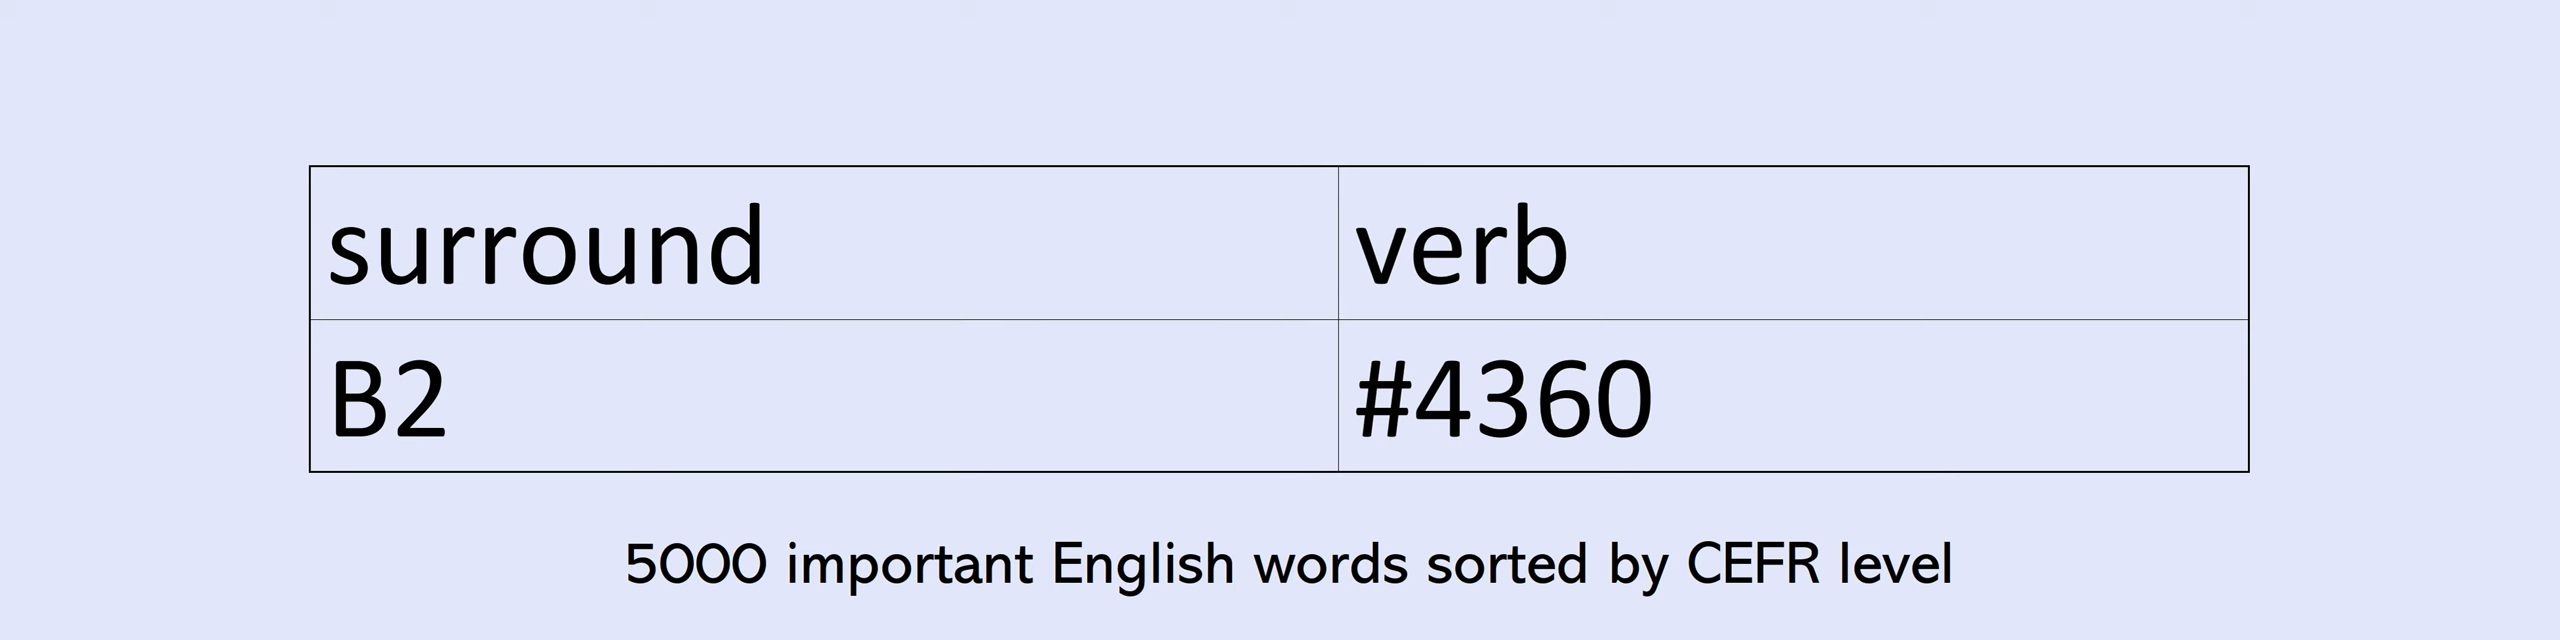 surround verb
B2 #4360
5000 important English words sorted by CEFR level